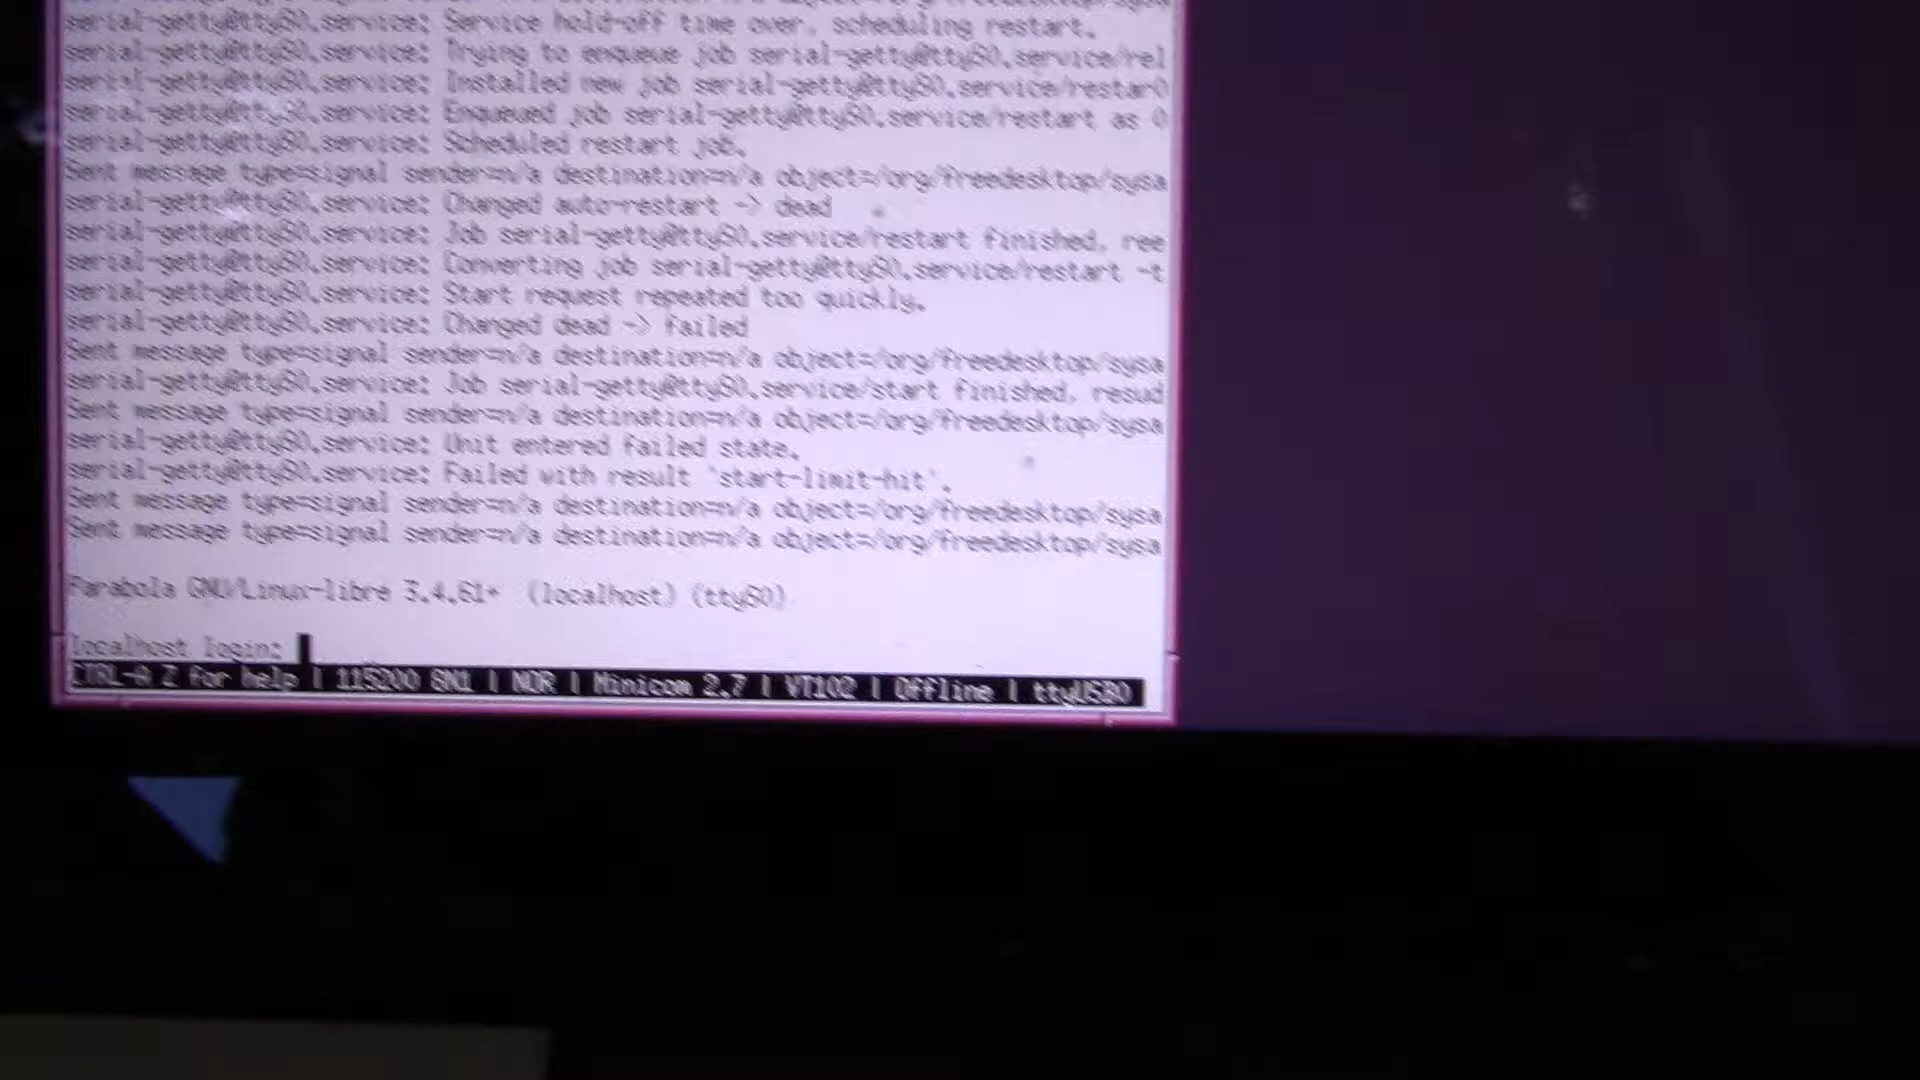 serial-getty@ttyS0.service: Service hold-off time over, scheduling restart.
serial-getty@ttyS0.service: Trying to enqueue job serial-getty@ttyS0.service/rel
serial-getty@ttyS0.service: Installed new job serial-getty@ttyS0.service/restar0
serial-getty@ttyS0.service: Enqueued job serial-getty@ttyS0.service/restart as 0
serial-getty@ttyS0.service: Scheduled restart job.
Sent message type=signal sender=n/a destination=n/a object=/org/freedesktop/sysa
serial-getty@ttyS0.service: Changed auto-restart -> dead
serial-getty@ttyS0.service: Job serial-getty@ttyS0.service/restart finished, ree
serial-getty@ttyS0.service: Converting job serial-getty@ttyS0.service/restart -t
serial-getty@ttyS0.service: Start request repeated too quickly.
serial-getty@ttyS0.service: Changed dead -> failed
Sent message type=signal sender=n/a destination=n/a object=/org/freedesktop/sysa
serial-getty@ttyS0.service: Job serial-getty@ttyS0.service/start finished, resud
Sent message type=signal sender=n/a destination=n/a object=/org/freedesktop/sysa
serial-getty@ttyS0.service: Unit entered failed state.
serial-getty@ttyS0.service: Failed with result 'start-limit-hit'.
Sent message type=signal sender=n/a destination=n/a object=/org/freedesktop/sysa
Sent message type=signal sender=n/a destination=n/a object=/org/freedesktop/sysa
Parabola GNU/Linux-libre 3.4.61+ (localhost) (ttyS0)
localhost login:
CTRL-A Z for help | 115200 8N1 | NOR | Minicom 2.7 | VT102 | Offline | ttyUSB0